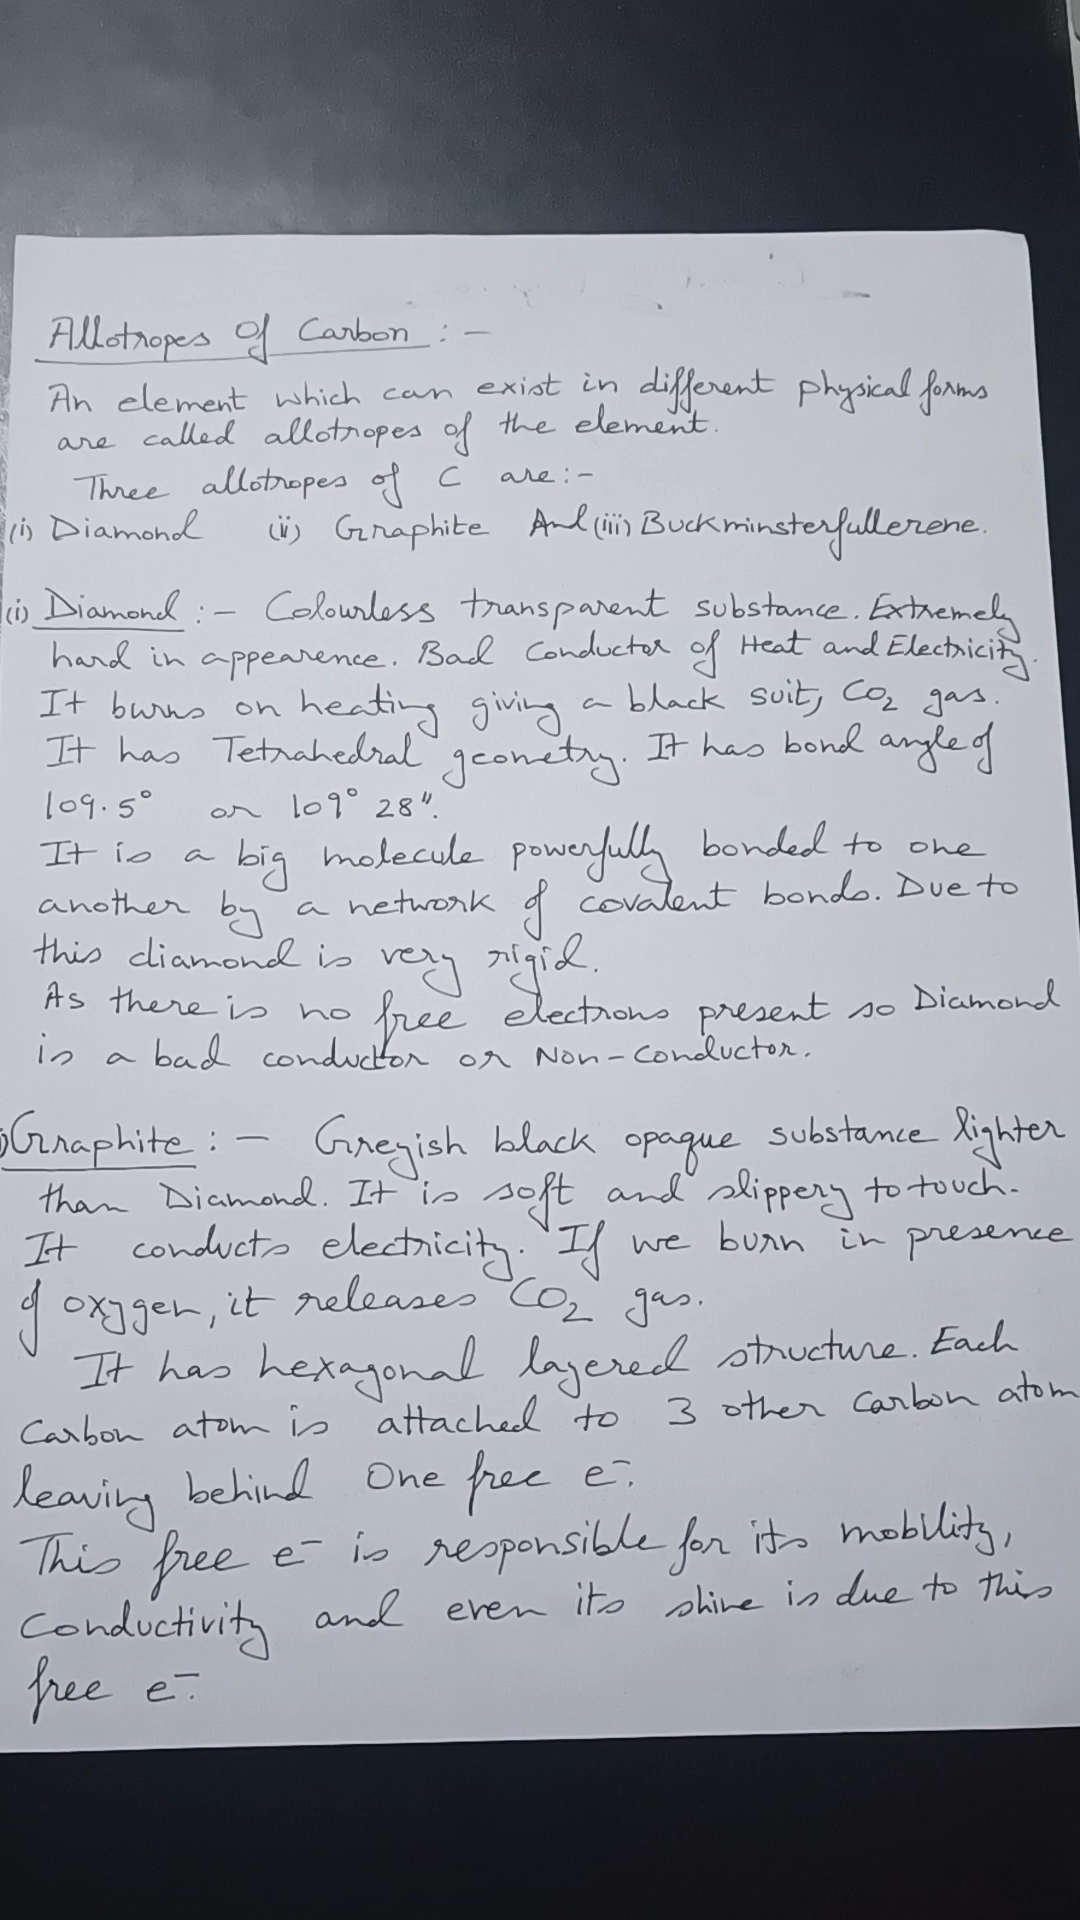 Allotropes Of Carbon :-
An element which can exist in different physical forms
are called allotropes of the element.
Three allotropes of C are:-
(i) Diamond (ii) Graphite And (iii) Buckminsterfullerene.
(i) Diamond :- Colourless transparent substance. Extremely
hard in appearence. Bad Conductor of Heat and Electricity.
It burns on heating giving a black suit, CO2 gas.
It has Tetrahedral geometry. It has bond angle of
109.5° or 109° 28".
It is a big molecule powerfully bonded to one
another by a network of covalent bonds. Due to
this diamond is very rigid.
As there is no free electrons present so Diamond
is a bad conductor or Non-Conductor.
) Graphite :- Greyish black opaque substance lighter
than Diamond. It is soft and slippery to touch.
It conducts electricity. If we burn in presence
of oxygen, it releases CO2 gas.
It has hexagonal layered structure. Each
Carbon atom is attached to 3 other Carbon atom
leaving behind One free e-.
This free e- is responsible for its mobility,
Conductivity and even its shine is due to this
free e-.